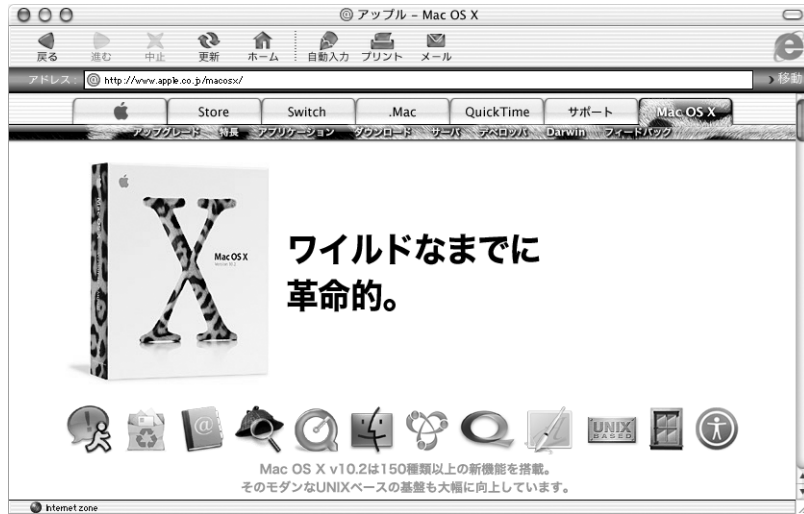 アップル – Mac OS X
戻る 進む 中止 更新 ホーム 自動入力 プリント メール
アドレス: http://www.apple.co.jp/macosx/ 移動
Store Switch .Mac QuickTime サポート Mac OS X
アップグレード 特長 アプリケーション ダウンロード サーバ デベロッパ Darwin フィードバック
Mac OS X
ワイルドなまでに
革命的。
UNIX
BASED
Mac OS X v10.2は150種類以上の新機能を搭載。
そのモダンなUNIXベースの基盤も大幅に向上しています。
Internet zone